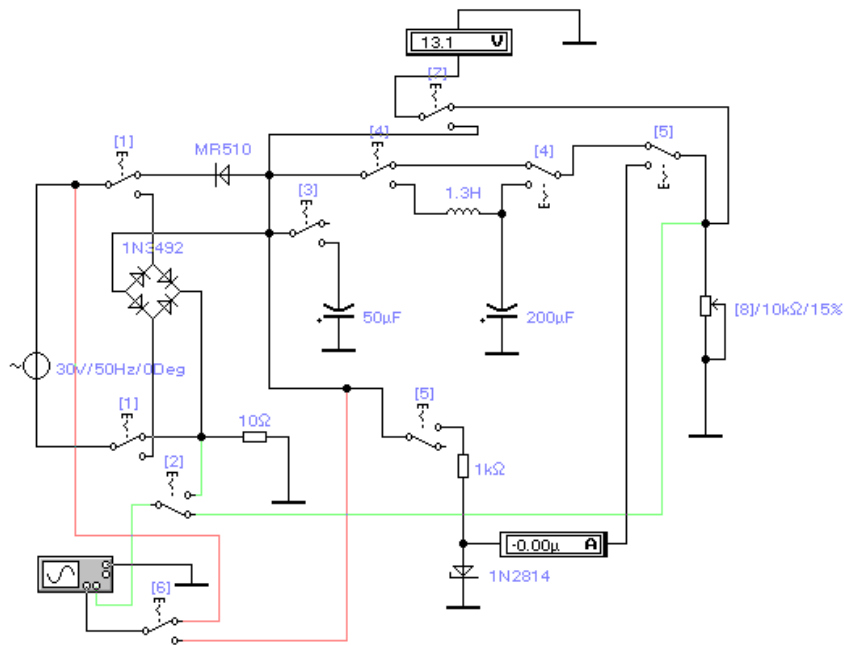 13.1 V
[7]
[1]
MR510
[4]
[4]
[5]
[3]
1.3H
1N3492
50µF
200µF
[8]/10kΩ/15%
~
30V/50Hz/0Deg
[1]
10Ω
[5]
[2]
1kΩ
-0.00µ A
1N2814
[6]